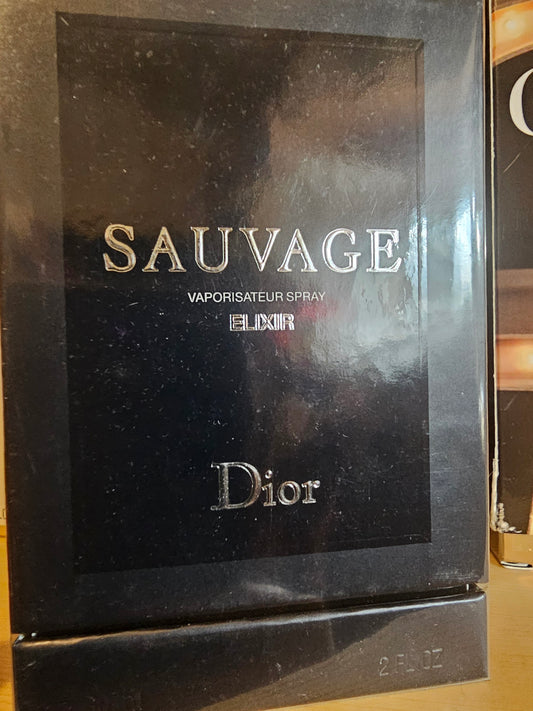 SAUVAGE
VAPORISATEUR SPRAY
ELIXIR
Dior
2 FL OZ